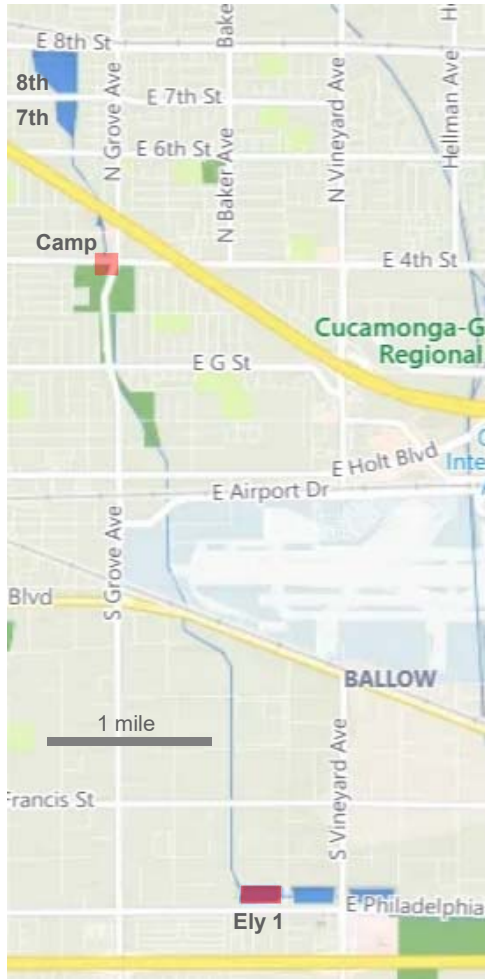 E 8th St
Baker
Hellman Ave
8th
7th
N Grove Ave
E 7th St
N Vineyard Ave
E 6th St
N Baker Ave
Camp
E 4th St
Cucamonga-G
Regional
E G St
E Holt Blvd
Inte
E Airport Dr
S Grove Ave
Blvd
BALLOW
1 mile
S Vineyard Ave
Francis St
E Philadelphia
Ely 1